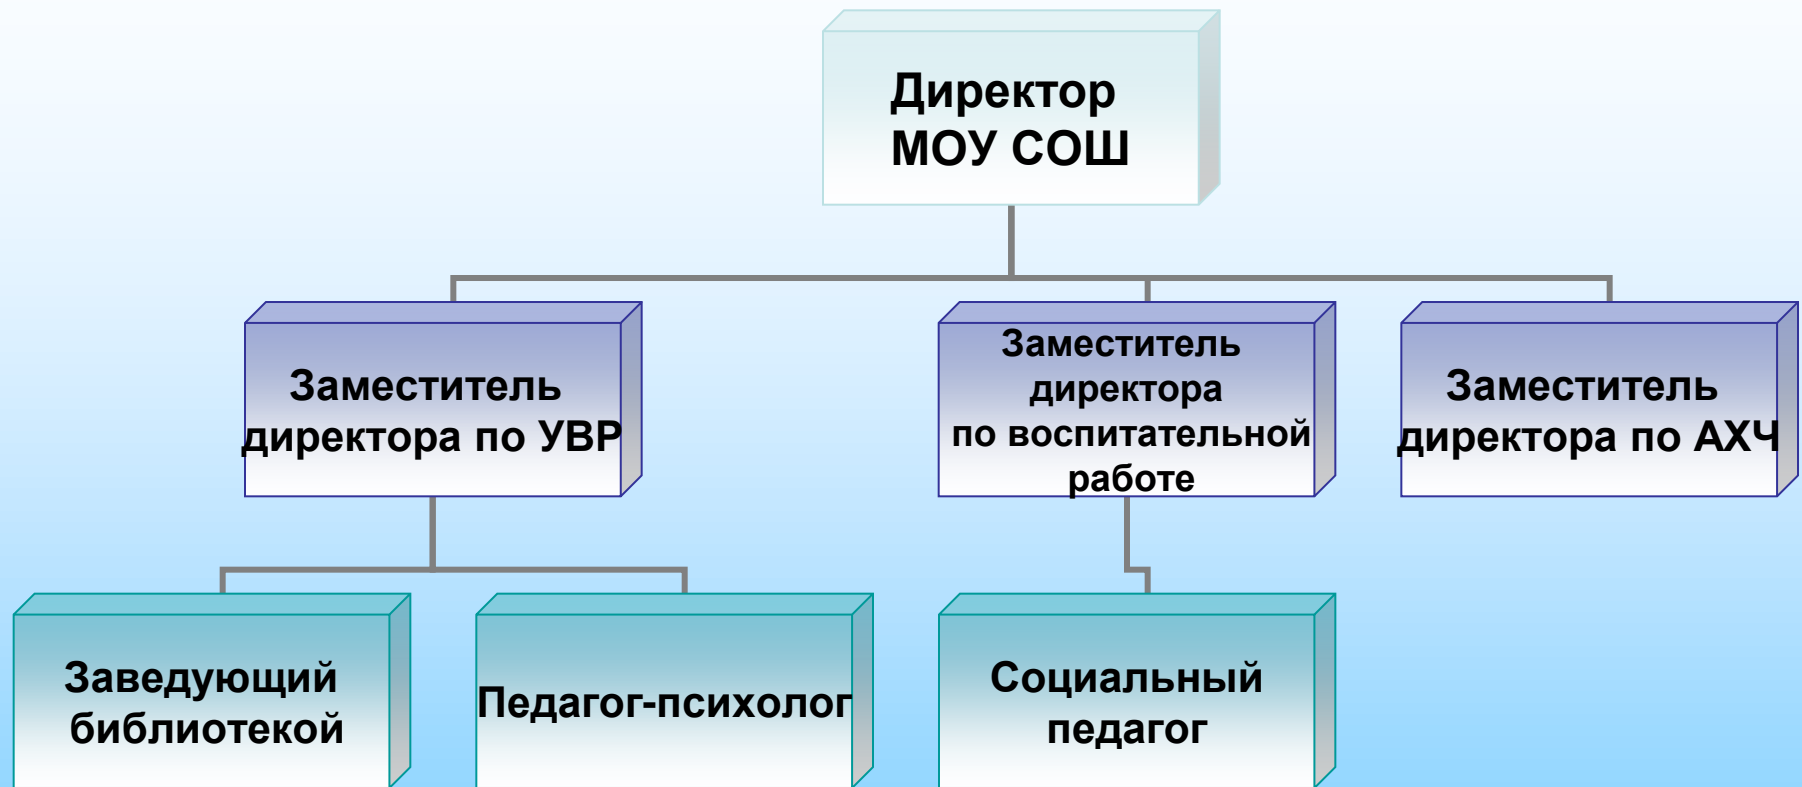 Директор
МОУ СОШ
Заместитель
директора по УВР
Заместитель
директора
по воспитательной
работе
Заместитель
директора по АХЧ
Заведующий
библиотекой
Педагог-психолог
Социальный
педагог